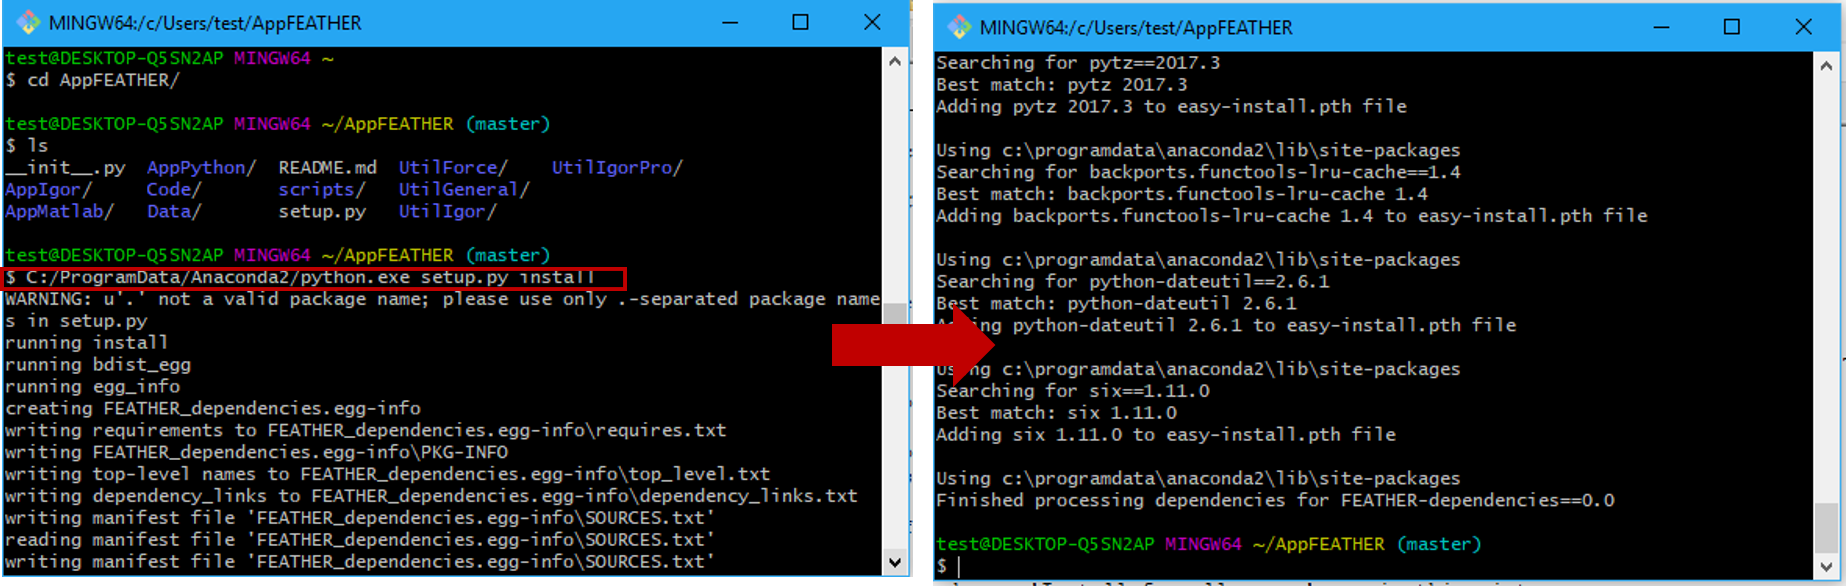 MINGW64:/c/Users/test/AppFEATHER
test@DESKTOP-Q5SN2AP MINGW64 ~
$ cd AppFEATHER/
test@DESKTOP-Q5SN2AP MINGW64 ~/AppFEATHER (master)
$ ls
__init__.py AppPython/ README.md UtilForce/ UtilIgorPro/
AppIgor/ Code/ scripts/ UtilGeneral/
AppMatlab/ Data/ setup.py UtilIgor/
test@DESKTOP-Q5SN2AP MINGW64 ~/AppFEATHER (master)
$ C:/ProgramData/Anaconda2/python.exe setup.py install
WARNING: u'.' not a valid package name; please use only .-separated package name
s in setup.py
running install
running bdist_egg
running egg_info
creating FEATHER_dependencies.egg-info
writing requirements to FEATHER_dependencies.egg-info\requires.txt
writing FEATHER_dependencies.egg-info\PKG-INFO
writing top-level names to FEATHER_dependencies.egg-info\top_level.txt
writing dependency_links to FEATHER_dependencies.egg-info\dependency_links.txt
writing manifest file 'FEATHER_dependencies.egg-info\SOURCES.txt'
reading manifest file 'FEATHER_dependencies.egg-info\SOURCES.txt'
writing manifest file 'FEATHER_dependencies.egg-info\SOURCES.txt'
MINGW64:/c/Users/test/AppFEATHER
Searching for pytz==2017.3
Best match: pytz 2017.3
Adding pytz 2017.3 to easy-install.pth file
Using c:\programdata\anaconda2\lib\site-packages
Searching for backports.functools-lru-cache==1.4
Best match: backports.functools-lru-cache 1.4
Adding backports.functools-lru-cache 1.4 to easy-install.pth file
Using c:\programdata\anaconda2\lib\site-packages
Searching for python-dateutil==2.6.1
Best match: python-dateutil 2.6.1
Adding python-dateutil 2.6.1 to easy-install.pth file
Using c:\programdata\anaconda2\lib\site-packages
Searching for six==1.11.0
Best match: six 1.11.0
Adding six 1.11.0 to easy-install.pth file
Using c:\programdata\anaconda2\lib\site-packages
Finished processing dependencies for FEATHER-dependencies==0.0
test@DESKTOP-Q5SN2AP MINGW64 ~/AppFEATHER (master)
$